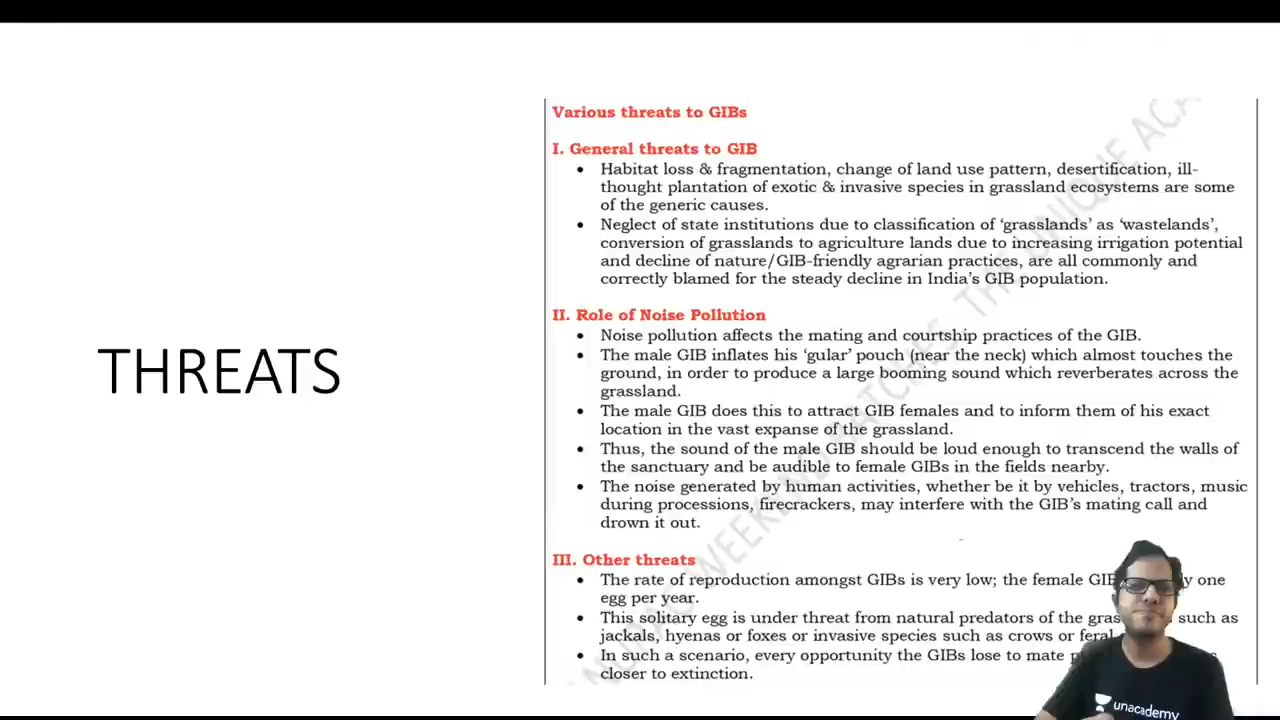 THREATS
Various threats to GIBs
I. General threats to GIB
• Habitat loss & fragmentation, change of land use pattern, desertification, ill-
thought plantation of exotic & invasive species in grassland ecosystems are some
of the generic causes.
• Neglect of state institutions due to classification of ‘grasslands’ as ‘wastelands’,
conversion of grasslands to agriculture lands due to increasing irrigation potential
and decline of nature/GIB-friendly agrarian practices, are all commonly and
correctly blamed for the steady decline in India’s GIB population.
II. Role of Noise Pollution
• Noise pollution affects the mating and courtship practices of the GIB.
• The male GIB inflates his ‘gular’ pouch (near the neck) which almost touches the
ground, in order to produce a large booming sound which reverberates across the
grassland.
• The male GIB does this to attract GIB females and to inform them of his exact
location in the vast expanse of the grassland.
• Thus, the sound of the male GIB should be loud enough to transcend the walls of
the sanctuary and be audible to female GIBs in the fields nearby.
• The noise generated by human activities, whether be it by vehicles, tractors, music
during processions, firecrackers, may interfere with the GIB’s mating call and
drown it out.
III. Other threats
• The rate of reproduction amongst GIBs is very low; the female one
egg per year.
• This solitary egg is under threat from natural predators of the such as
jackals, hyenas or foxes or invasive species such as crows or feral
• In such a scenario, every opportunity the GIBs lose to mate
closer to extinction.
unacademy